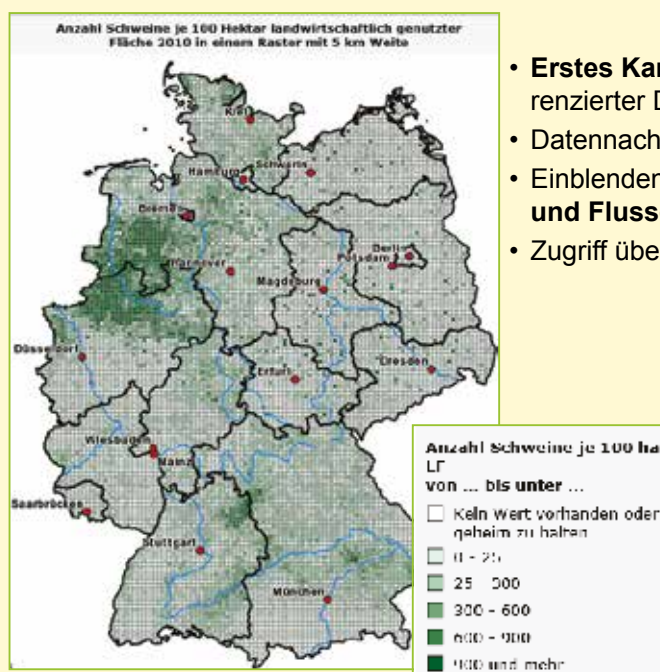 Anzahl Schweine je 100 Hektar landwirtschaftlich genutzter
Fläche 2010 in einem Raster mit 5 km Weite
Kiel
Schwerin
Hamburg
Bremen
Hannover
Berlin
Potsdam
Magdeburg
Düsseldorf
Erfurt
Dresden
Wiesbaden
Mainz
Saarbrücken
Stuttgart
München
• Erstes Kar
renzierter D
• Datennach
• Einblenden
und Fluss
• Zugriff übe
Anzahl Schweine je 100 ha
LF
von ... bis unter ...
Kein Wert vorhanden oder
geheim zu halten
0 - 25
25 - 300
300 - 600
600 - 900
900 und mehr